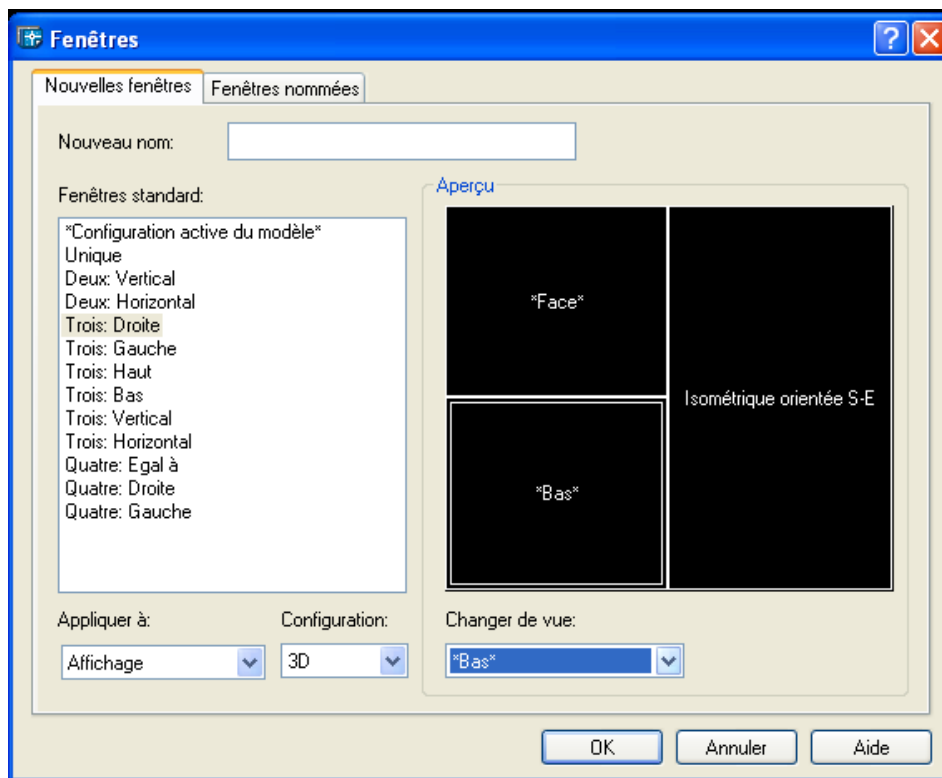 Fenêtres
Nouvelles fenêtres
Fenêtres nommées
Nouveau nom:
Fenêtres standard:
*Configuration active du modèle*
Unique
Deux: Vertical
Deux: Horizontal
Trois: Droite
Trois: Gauche
Trois: Haut
Trois: Bas
Trois: Vertical
Trois: Horizontal
Quatre: Egal à
Quatre: Droite
Quatre: Gauche
Aperçu
*Face*
Isométrique orientée S-E
*Bas*
Appliquer à:
Configuration:
Changer de vue:
Affichage
3D
*Bas*
OK
Annuler
Aide